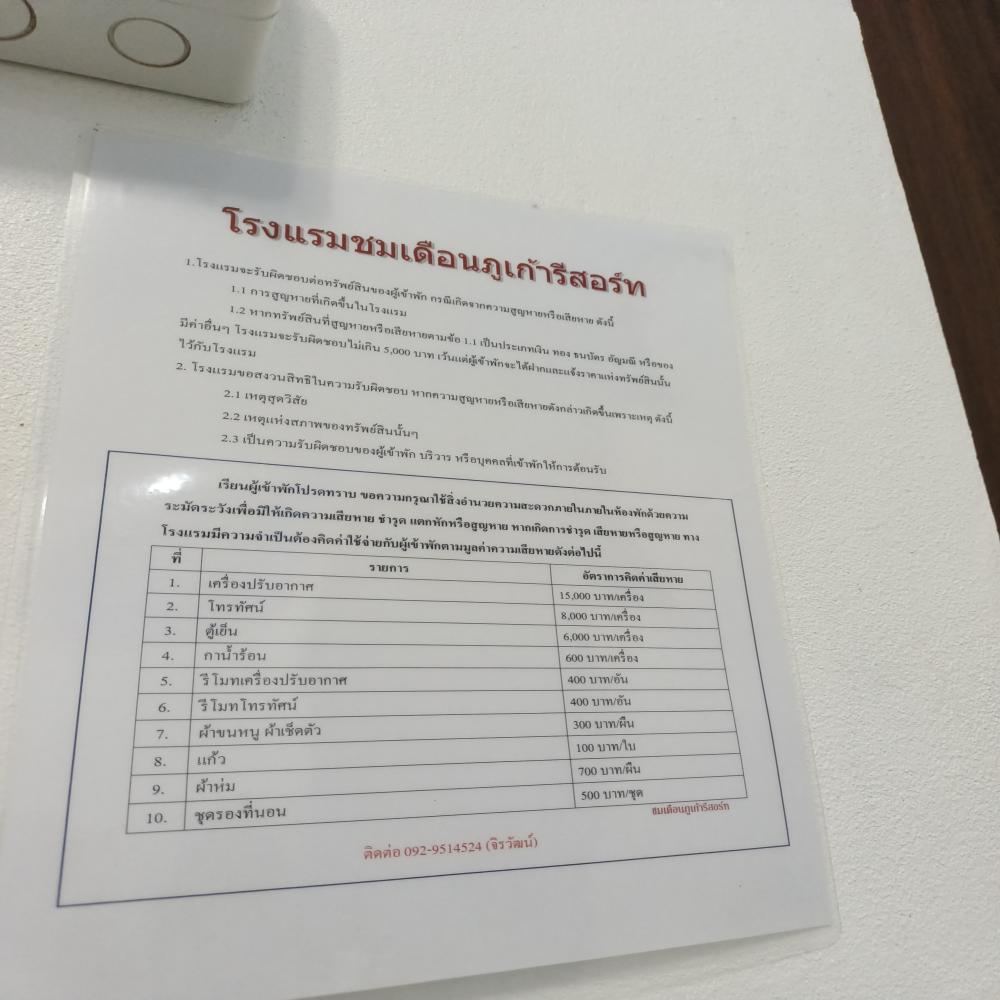 โรงแรมชมเดือนภูเก้ารีสอร์ท
1.โรงแรมจะรับผิดชอบต่อทรัพย์สินของผู้เข้าพัก กรณีเกิดจากความสูญหายหรือเสียหาย ดังนี้
1.1 การสูญหายที่เกิดขึ้นในโรงแรม
1.2 หากทรัพย์สินที่สูญหายหรือเสียหายตามข้อ 1.1 เป็นประเภทเงิน ทอง ธนบัตร อัญมณี หรือของ
มีค่าอื่นๆ โรงแรมจะรับผิดชอบไม่เกิน 5,000 บาท เว้นแต่ผู้เข้าพักจะได้ฝากและแจ้งราคาแห่งทรัพย์สินนั้น
ไว้กับโรงแรม
2. โรงแรมขอสงวนสิทธิในความรับผิดชอบ หากความสูญหายหรือเสียหายดังกล่าวเกิดขึ้นเพราะเหตุ ดังนี้
2.1 เหตุสุดวิสัย
2.2 เหตุแห่งสภาพของทรัพย์สินนั้นๆ
2.3 เป็นความรับผิดชอบของผู้เข้าพัก บริวาร หรือบุคคลที่เข้าพักให้การต้อนรับ
เรียนผู้เข้าพักโปรดทราบ ขอความกรุณาใช้สิ่งอำนวยความสะดวกภายในภายในห้องพักด้วยความ
ระมัดระวังเพื่อมิให้เกิดความเสียหาย ชำรุด แตกหักหรือสูญหาย หากเกิดการชำรุด เสียหายหรือสูญหาย ทาง
โรงแรมมีความจำเป็นต้องคิดค่าใช้จ่ายกับผู้เข้าพักตามมูลค่าความเสียหายดังต่อไปนี้
ที่ รายการ อัตราการคิดค่าเสียหาย
1. เครื่องปรับอากาศ 15,000 บาท/เครื่อง
2. โทรทัศน์ 8,000 บาท/เครื่อง
3. ตู้เย็น 6,000 บาท/เครื่อง
4. กาน้ำร้อน 600 บาท/เครื่อง
5. รีโมทเครื่องปรับอากาศ 400 บาท/อัน
6. รีโมทโทรทัศน์ 400 บาท/อัน
7. ผ้าขนหนู ผ้าเช็ดตัว 300 บาท/ผืน
8. แก้ว 100 บาท/ใบ
9. ผ้าห่ม 700 บาท/ผืน
10. ชุดรองที่นอน 500 บาท/ชุด
ชมเดือนภูเก้ารีสอร์ท
ติดต่อ 092-9514524 (จิรวัฒน์)